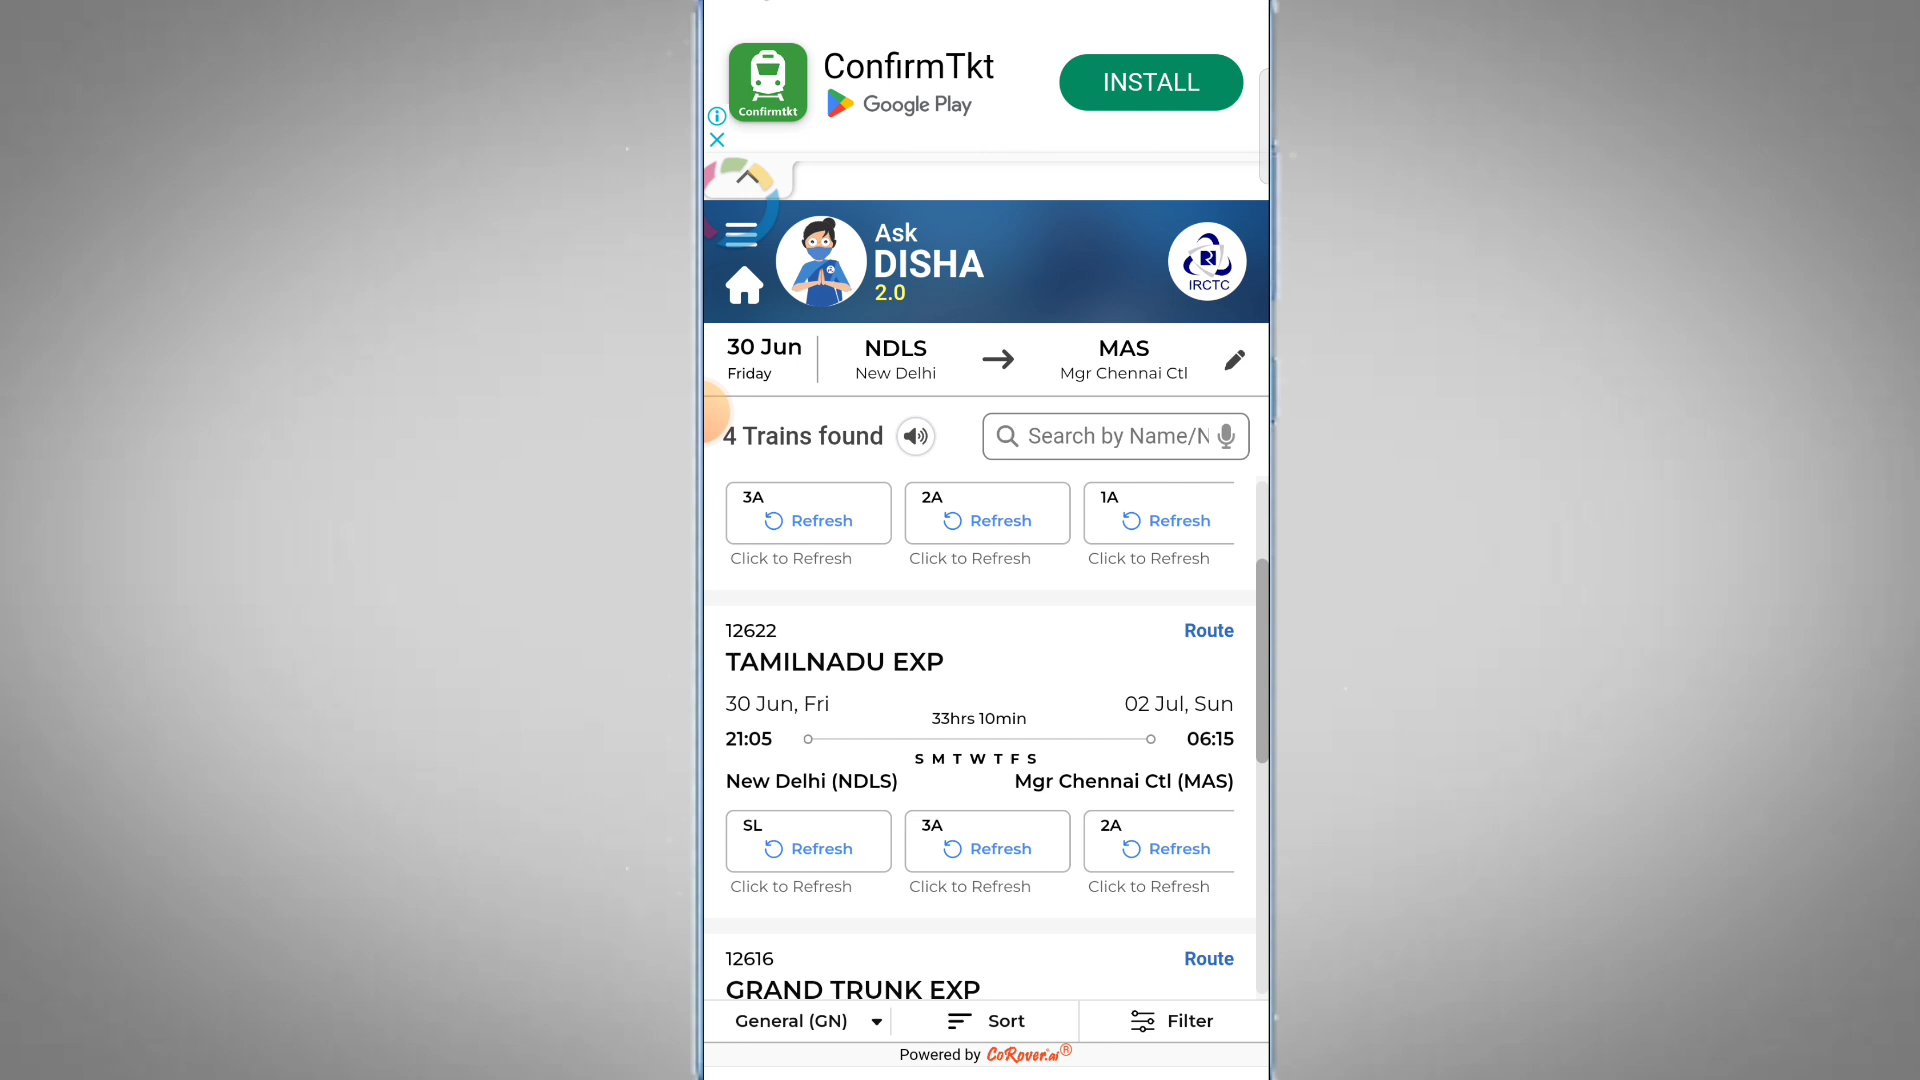 ConfirmTkt
Google Play
INSTALL
Confirmtkt
Ask
DISHA
2.0
IRCTC
30 Jun
Friday
NDLS
New Delhi
MAS
Mgr Chennai Ctl
4 Trains found
Search by Name/N
3A
Refresh
Click to Refresh
2A
Refresh
Click to Refresh
1A
Refresh
Click to Refresh
12622
Route
TAMILNADU EXP
30 Jun, Fri
33hrs 10min
02 Jul, Sun
21:05
06:15
S M T W T F S
New Delhi (NDLS)
Mgr Chennai Ctl (MAS)
SL
Refresh
Click to Refresh
3A
Refresh
Click to Refresh
2A
Refresh
Click to Refresh
12616
Route
GRAND TRUNK EXP
General (GN)
Sort
Filter
Powered by CoRover.ai®